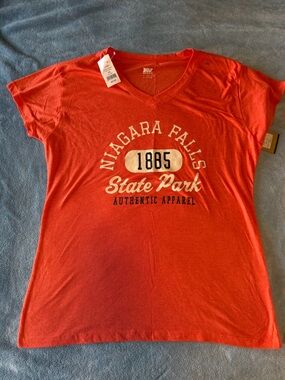 NIAGARA FALLS
1885
State Park
AUTHENTIC APPAREL